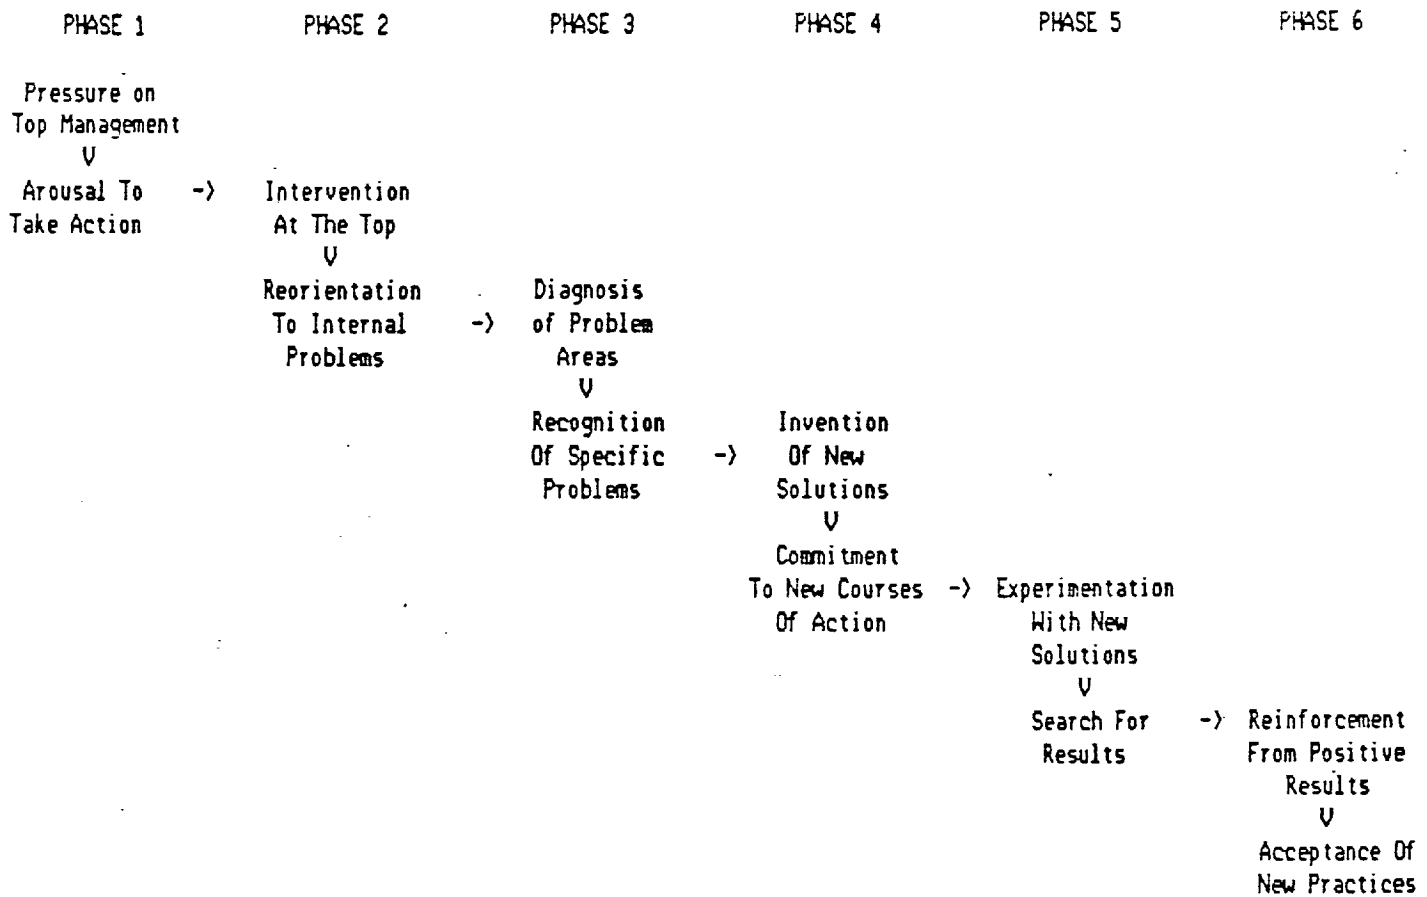 PHASE 1 PHASE 2 PHASE 3 PHASE 4 PHASE 5 PHASE 6
Pressure on
Top Management
V
Arousal To -> Intervention
Take Action At The Top
V
Reorientation Diagnosis
To Internal -> of Problem
Problems Areas
V
Recognition Invention
Of Specific -> Of New
Problems Solutions
V
Commitment
To New Courses -> Experimentation
Of Action With New
Solutions
V
Search For -> Reinforcement
Results From Positive
Results
V
Acceptance Of
New Practices